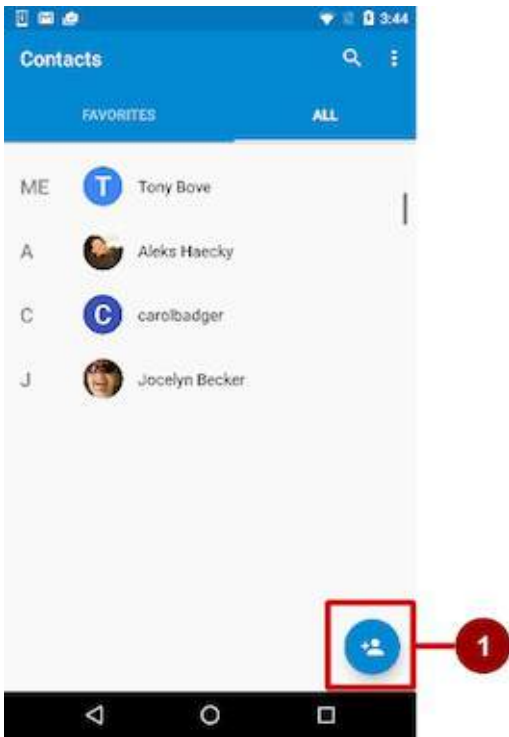 3:44
Contacts
FAVORITES ALL
ME T Tony Bove
A Aleks Haecky
C C carolbadger
J Jocelyn Becker
1